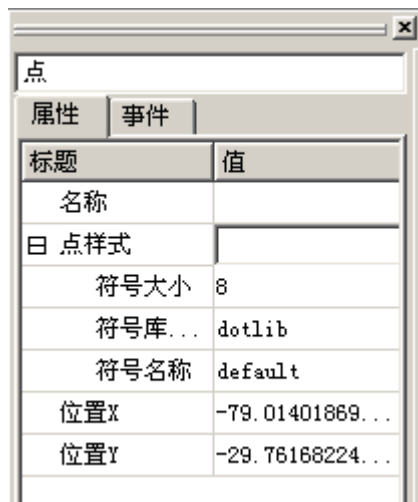 点
属性 事件
标题 值
名称
点样式
符号大小 8
符号库... dotlib
符号名称 default
位置X -79.01401869...
位置Y -29.76168224...